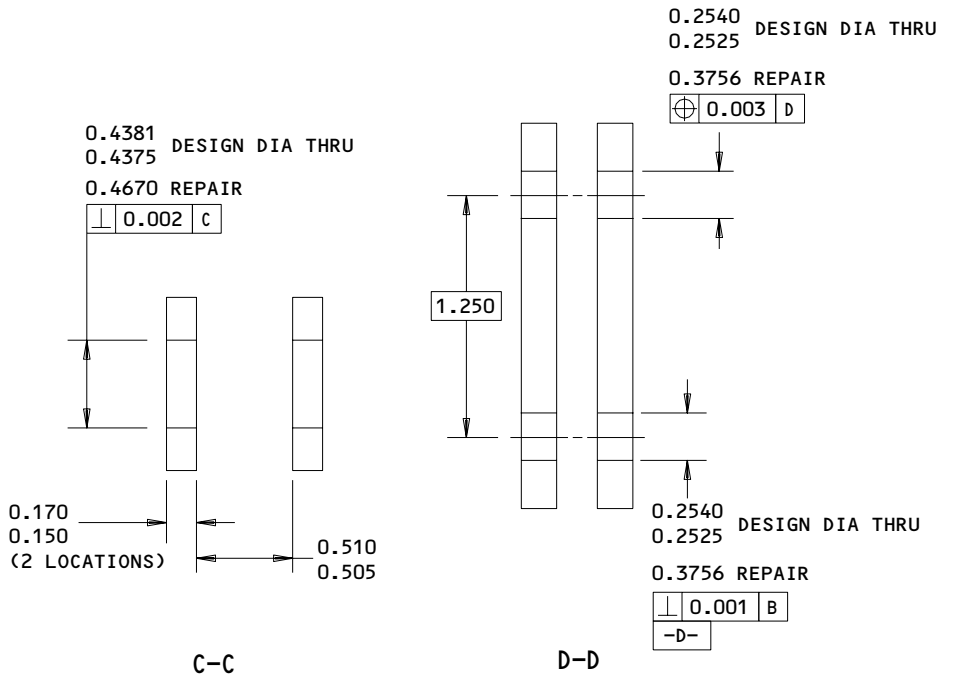 0.4381
0.4375 DESIGN DIA THRU
0.4670 REPAIR
⊥ 0.002 C
0.170
0.150
(2 LOCATIONS)
0.510
0.505
C-C
0.2540
0.2525 DESIGN DIA THRU
0.3756 REPAIR
⌖ 0.003 D
1.250
0.2540
0.2525 DESIGN DIA THRU
0.3756 REPAIR
⊥ 0.001 B
-D-
D-D